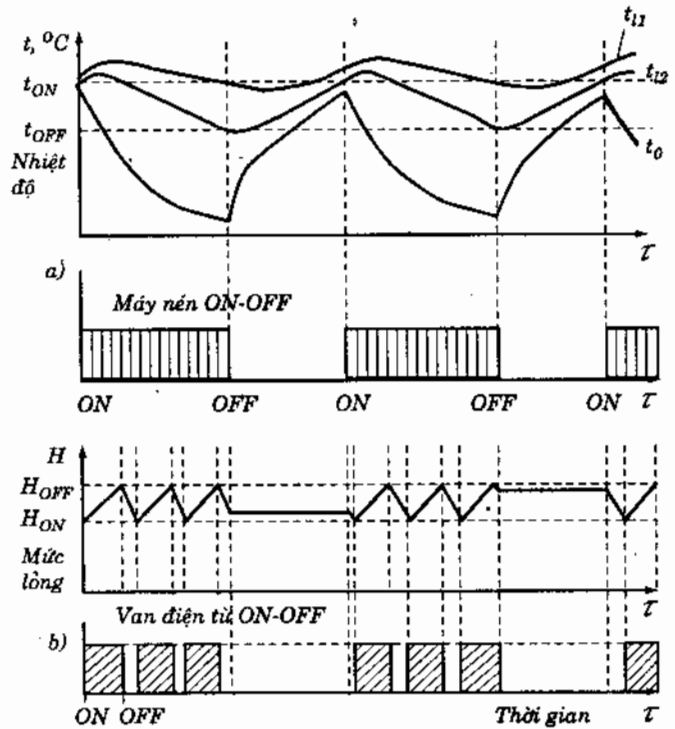 t, °C
t_l1
t_ON
t_l2
t_OFF
Nhiệt
độ
t_0
τ
a)
Máy nén ON-OFF
ON OFF ON OFF ON τ
H
H_OFF
H_ON
Mức
lỏng
τ
Van điện từ ON-OFF
b)
ON OFF Thời gian τ